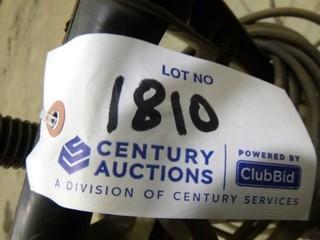 LOT NO
1810
CENTURY
AUCTIONS
POWERED BY
ClubBid
A DIVISION OF CENTURY SERVICES